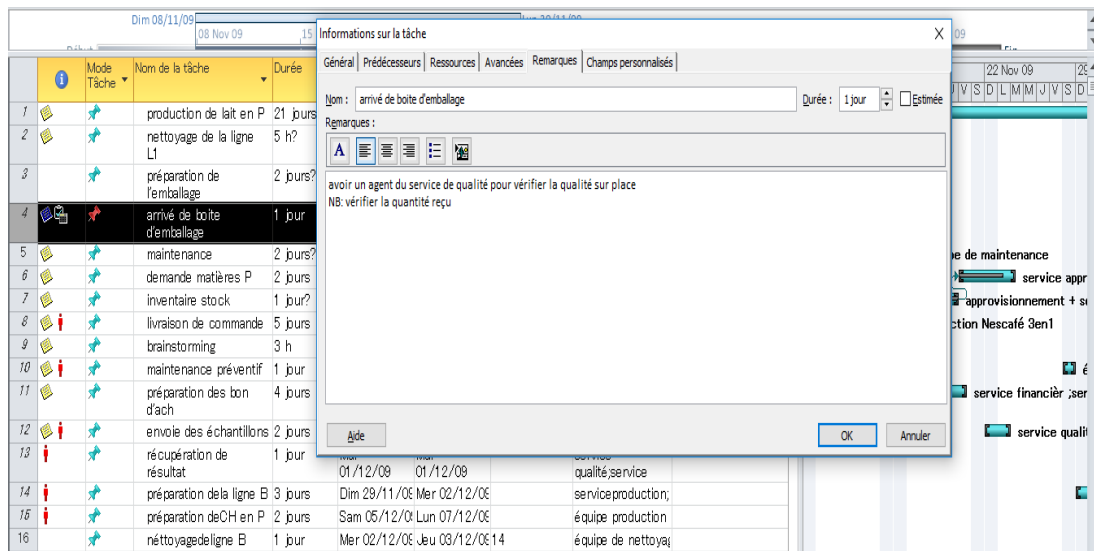 Dim 08/11/09
08 Nov 09
15
09
Informations sur la tâche X
Général Prédécesseurs Ressources Avancées Remarques Champs personnalisés
Nom : arrivé de boite d'emballage Durée : 1 jour Estimée
Remarques :
A
avoir un agent du service de qualité pour vérifier la qualité sur place
NB: vérifier la quantité reçu
Aide OK Annuler
Mode Tâche Nom de la tâche Durée
22 Nov 09 29
J V S D L M M J V S D
1 production de lait en P 21 jours
2 nettoyage de la ligne L1 5 h?
3 préparation de l'emballage 2 jours?
4 arrivé de boite d'emballage 1 jour
5 maintenance 2 jours?
6 demande matières P 2 jours
7 inventaire stock 1 jour?
8 livraison de commande 5 jours
9 brainstorming 3 h
10 maintenance préventif 1 jour
11 préparation des bon d'ach 4 jours
12 envoie des échantillons 2 jours
13 récupération de résultat 1 jour 01/12/09 01/12/09 qualité;service
14 préparation dela ligne B 3 jours Dim 29/11/09 Mer 02/12/09 serviceproduction;
15 préparation deCH en P 2 jours Sam 05/12/0 Lun 07/12/09 équipe production
16 néttoyagedeligne B 1 jour Mer 02/12/09 Jeu 03/12/09 14 équipe de nettoyag
pe de maintenance
service appr
approvisionnement + se
ction Nescafé 3en1
é
service financièr ;ser
service qualit